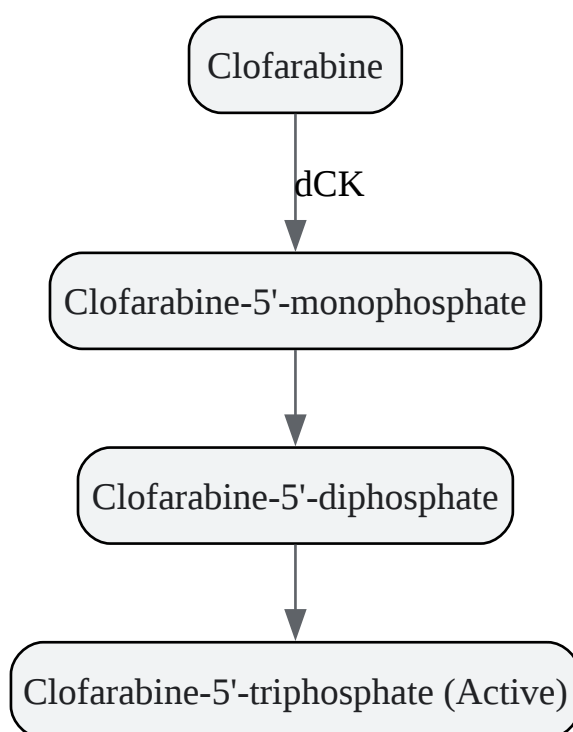 Clofarabine
dCK
Clofarabine-5'-monophosphate
Clofarabine-5'-diphosphate
Clofarabine-5'-triphosphate (Active)